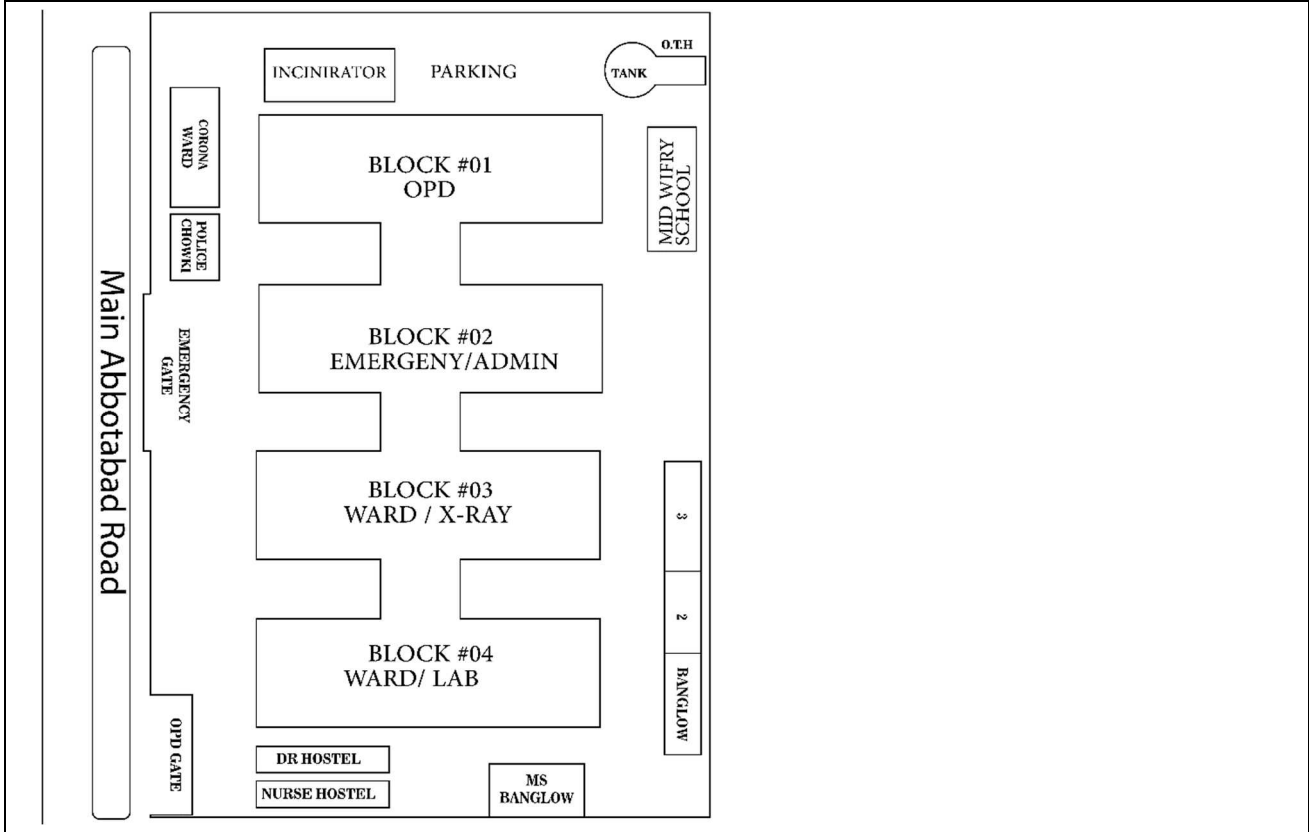 O.T.H
TANK
INCINIRATOR
PARKING
CORONA
WARD
BLOCK #01
OPD
MID WIFRY
SCHOOL
POLICE
CHOWKI
Main Abbotabad Road
EMERGENCY
GATE
BLOCK #02
EMERGENY/ADMIN
BLOCK #03
WARD / X-RAY
3
2
BANGLOW
BLOCK #04
WARD/ LAB
OPD GATE
DR HOSTEL
NURSE HOSTEL
MS
BANGLOW